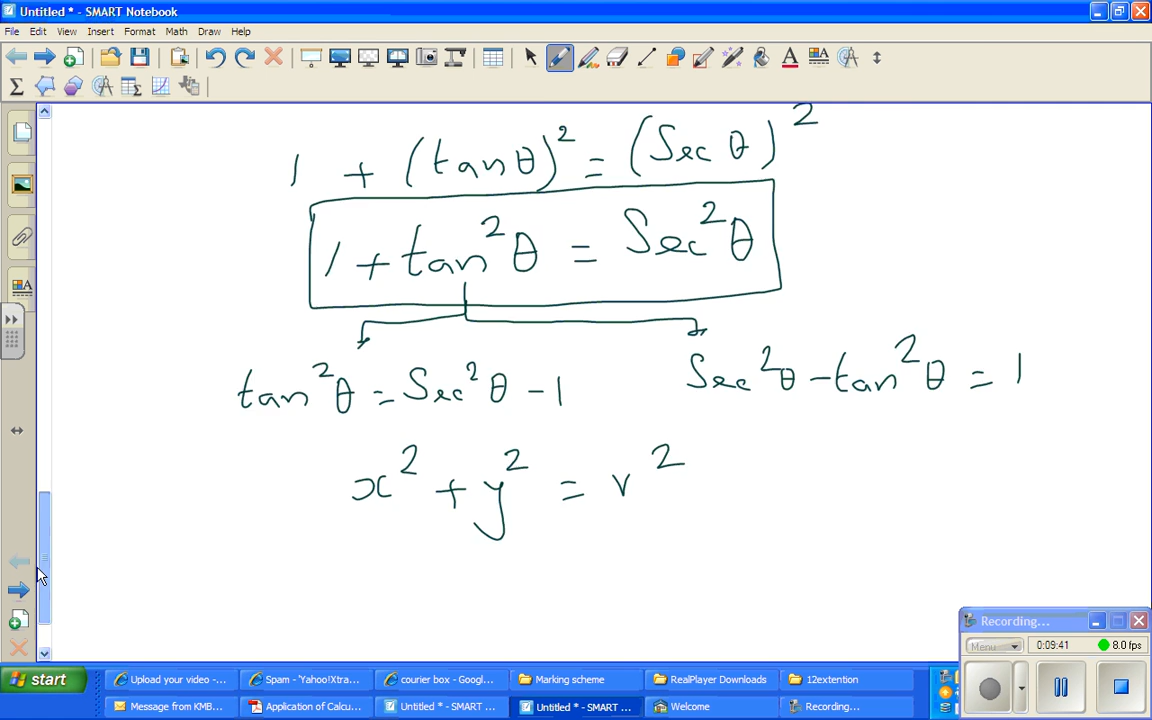 Untitled * - SMART Notebook
File Edit View Insert Format Math Draw Help
1 + (tanθ)² = (Sec θ)²
1 + tan²θ = Sec²θ
tan²θ = Sec²θ - 1
Sec²θ - tan²θ = 1
x² + y² = r²
Recording...
Menu 0:09:41 8.0 fps
start Upload your video -... Spam - 'Yahoo!Xtra... courier box - Googl... Marking scheme RealPlayer Downloads 12extention
Message from KMB... Application of Calcu... Untitled * - SMART ... Untitled * - SMA ... Welcome Recording...